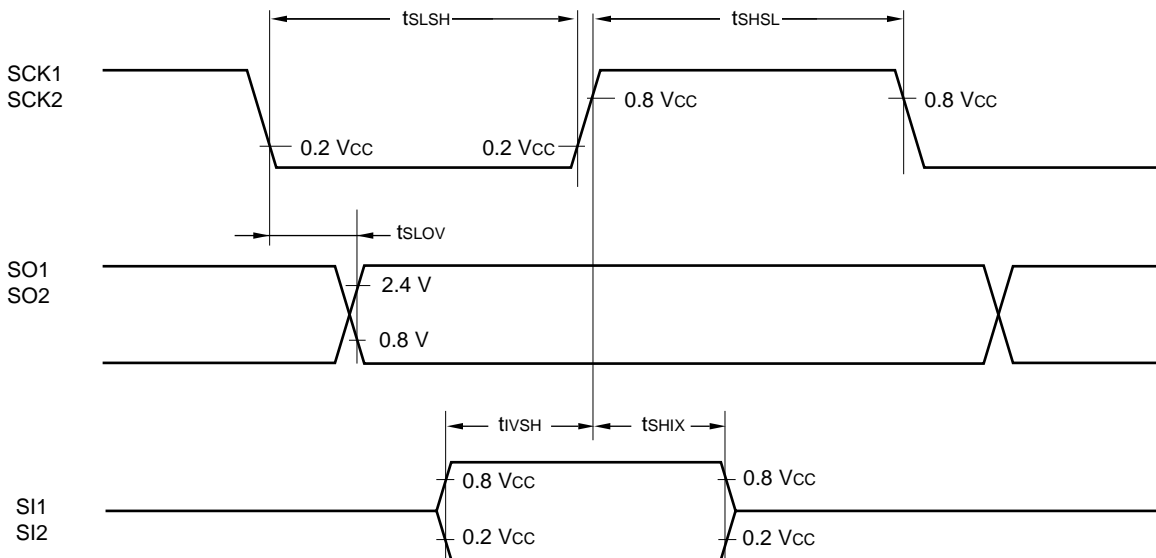 tSLSH tSHSL
SCK1
SCK2
0.8 VCC 0.8 VCC
0.2 VCC 0.2 VCC
tSLOV
SO1
SO2
2.4 V
0.8 V
tIVSH tSHIX
0.8 VCC 0.8 VCC
SI1
SI2
0.2 VCC 0.2 VCC